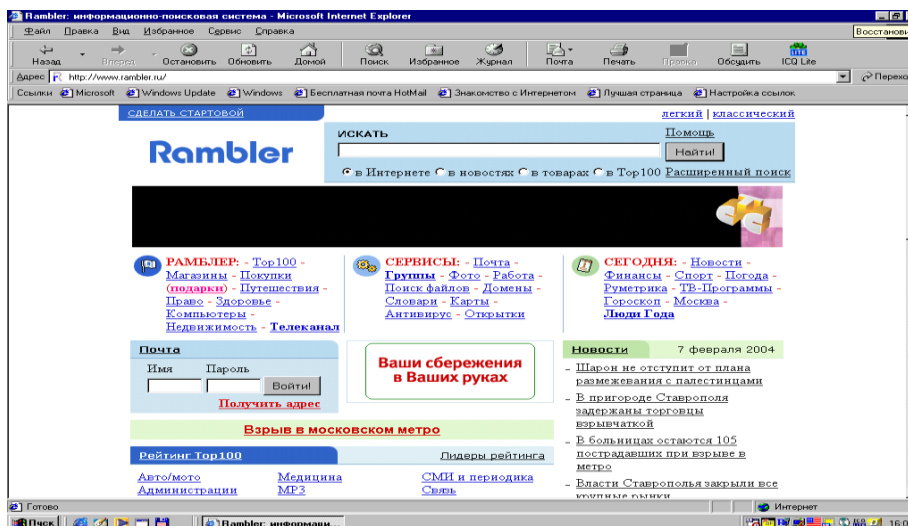 Rambler: информационно-поисковая система - Microsoft Internet Explorer
Файл Правка Вид Избранное Сервис Справка
Восстанови
Назад Вперед Остановить Обновить Домой Поиск Избранное Журнал Почта Печать Правка Обсудить ICQ Lite
Адрес http://www.rambler.ru/ Перехо
Ссылки Microsoft Windows Update Windows Бесплатная почта HotMail Знакомство с Интернетом Лучшая страница Настройка ссылок
СДЕЛАТЬ СТАРТОВОЙ легкий | классический
ИСКАТЬ Помощь
Rambler Найти!
в Интернете в новостях в товарах в Top100 Расширенный поиск
СТС
РАМБЛЕР: - Top100 -
Магазины - Покупки
(подарки) - Путешествия -
Право - Здоровье -
Компьютеры -
Недвижимость - Телеканал
СЕРВИСЫ: - Почта -
Группы - Фото - Работа -
Поиск файлов - Домены -
Словари - Карты -
Антивирус - Открытки
СЕГОДНЯ: - Новости -
Финансы - Спорт - Погода -
Руметрика - ТВ-Программы -
Гороскоп - Москва -
Люди Года
Почта
Имя Пароль
Войти!
Получить адрес
Ваши сбережения
в Ваших руках
Новости 7 февраля 2004
- Шарон не отступит от плана
размежевания с палестинцами
- В пригороде Ставрополя
задержаны торговцы
взрывчаткой
- В больницах остаются 105
пострадавших при взрыве в
метро
- Власти Ставрополья закрыли все
крупные рынки
Взрыв в московском метро
Рейтинг Top100 Лидеры рейтинга
Авто/мото Медицина СМИ и периодика
Администрации MP3 Связь
Готово Интернет
Пуск Rambler: информаци...